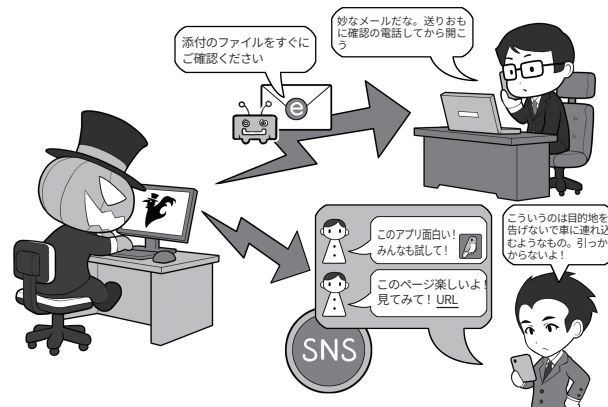 添付のファイルをすぐに
ご確認ください
妙なメールだな。送りおも
に確認の電話してから開こ
う
e
このアプリ面白い！
みんなも試して！
このページ楽しいよ！
見てみて！URL
SNS
こういうのは目的地を
告げないで車に連れ込
むようなもの。引っか
からないよ！